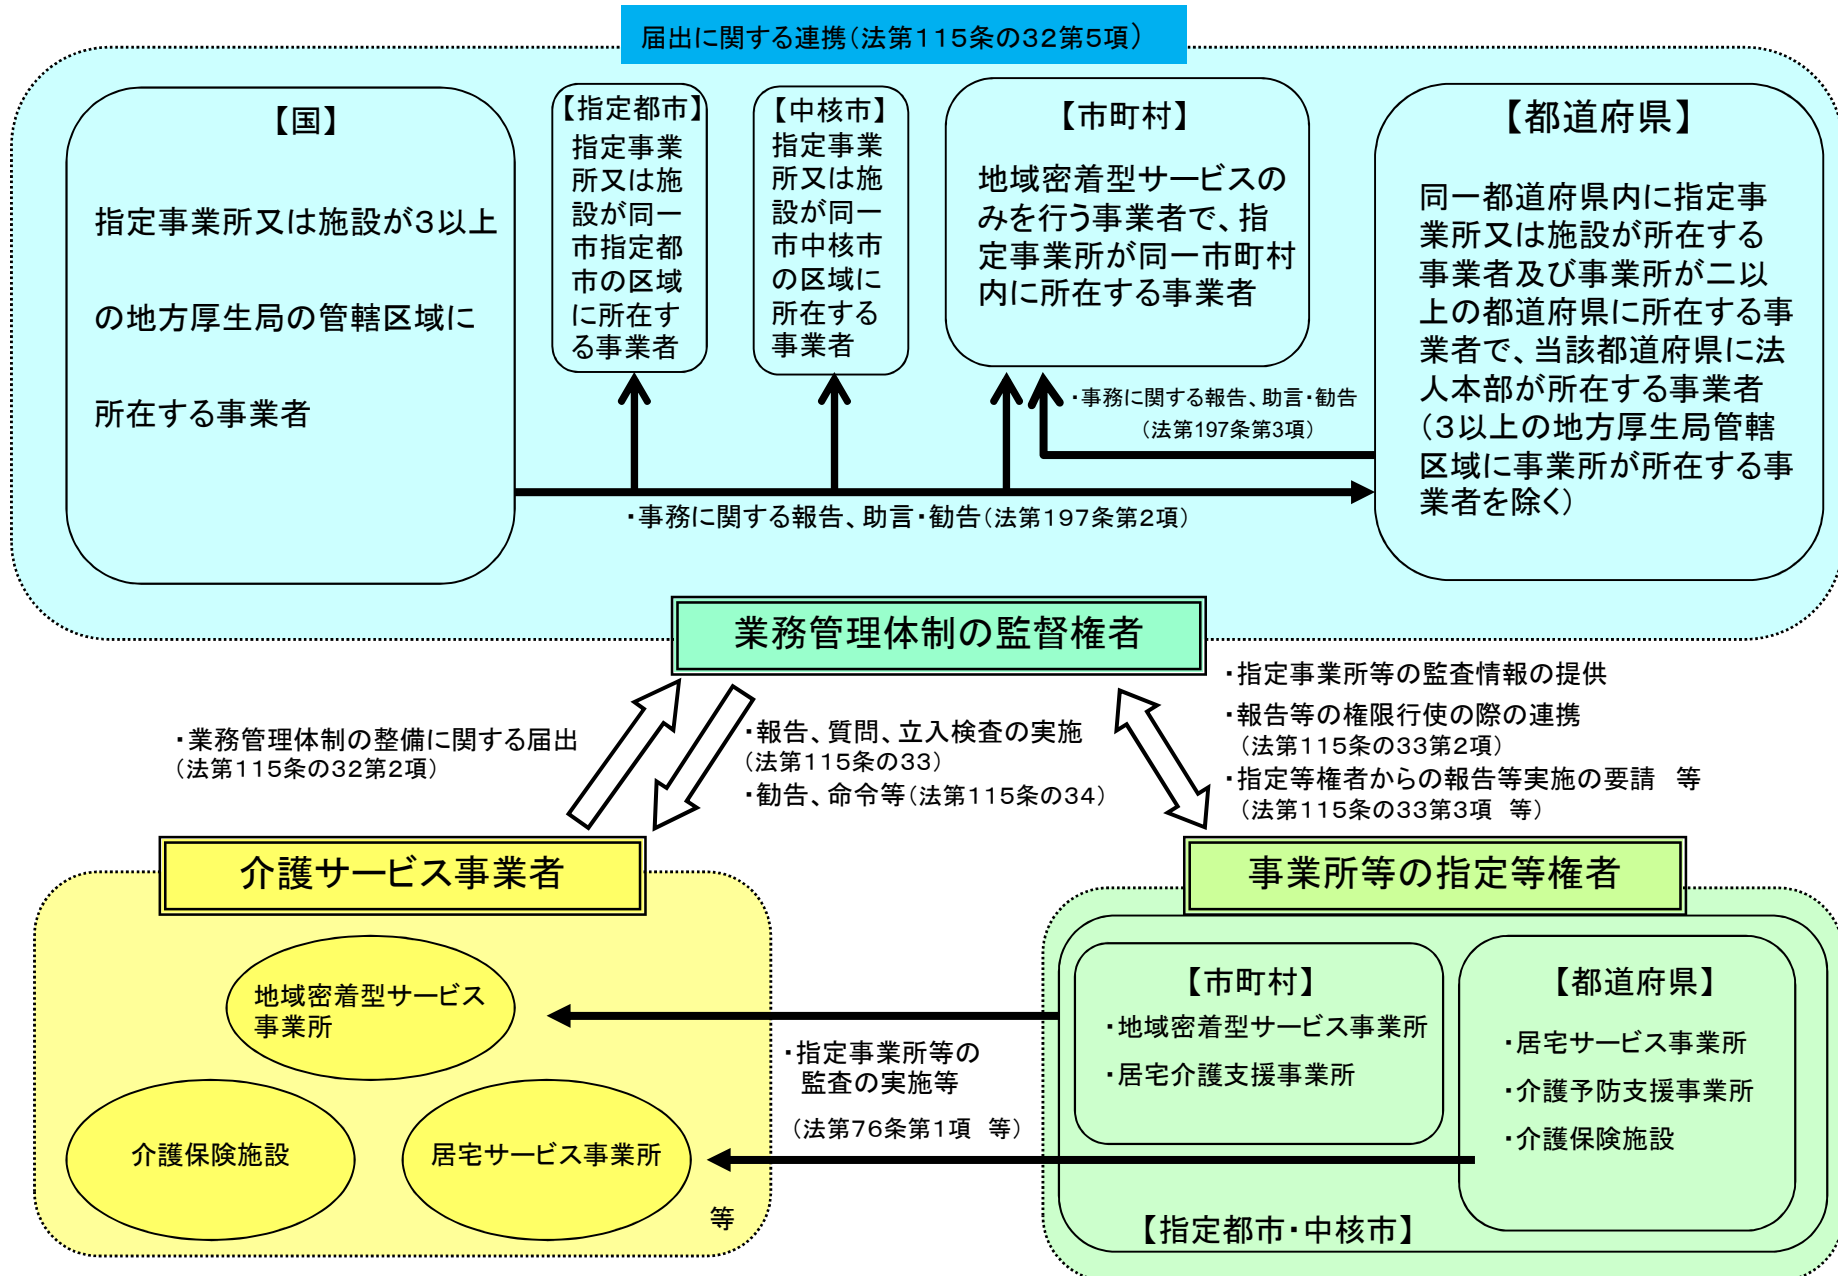 届出に関する連携(法第115条の32第5項)
【国】
指定事業所又は施設が3以上
の地方厚生局の管轄区域に
所在する事業者
【指定都市】
指定事業
所又は施
設が同一
市指定都
市の区域
に所在す
る事業者
【中核市】
指定事業
所又は施
設が同一
市中核市
の区域に
所在する
事業者
【市町村】
地域密着型サービスの
みを行う事業者で、指
定事業所が同一市町村
内に所在する事業者
【都道府県】
同一都道府県内に指定事
業所又は施設が所在する
事業者及び事業所が二以
上の都道府県に所在する事
業者で、当該都道府県に法
人本部が所在する事業者
(3以上の地方厚生局管轄
区域に事業所が所在する事
業者を除く)
・事務に関する報告、助言・勧告
(法第197条第3項)
・事務に関する報告、助言・勧告(法第197条第2項)
業務管理体制の監督権者
・業務管理体制の整備に関する届出
(法第115条の32第2項)
・報告、質問、立入検査の実施
(法第115条の33)
・勧告、命令等(法第115条の34)
・指定事業所等の監査情報の提供
・報告等の権限行使の際の連携
(法第115条の33第2項)
・指定等権者からの報告等実施の要請 等
(法第115条の33第3項 等)
介護サービス事業者
地域密着型サービス
事業所
介護保険施設
居宅サービス事業所
等
・指定事業所等の
監査の実施等
(法第76条第1項 等)
事業所等の指定等権者
【市町村】
・地域密着型サービス事業所
・居宅介護支援事業所
【都道府県】
・居宅サービス事業所
・介護予防支援事業所
・介護保険施設
【指定都市・中核市】